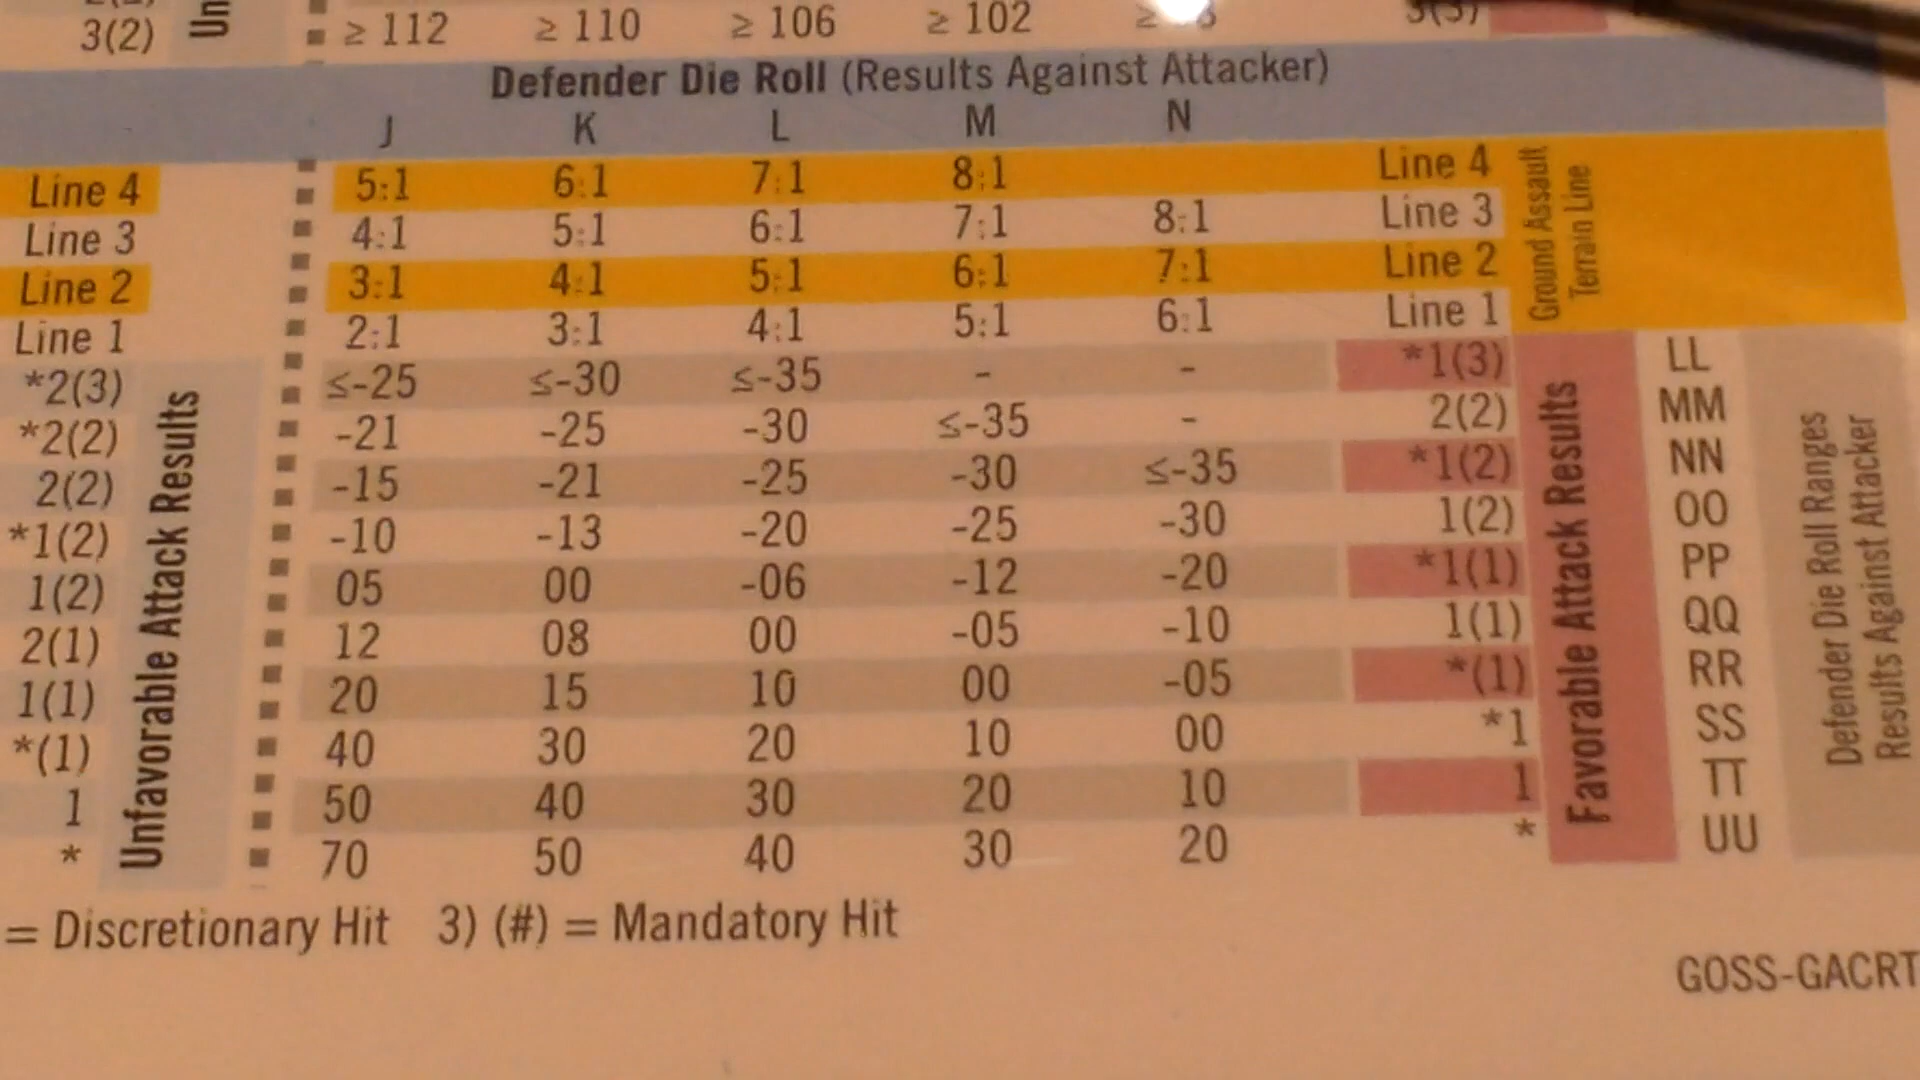 3(2) Un ≥ 112 ≥ 110 ≥ 106 ≥ 102 ≥ 3(3)
Defender Die Roll (Results Against Attacker)
J K L M N
Line 4 5:1 6:1 7:1 8:1 Line 4
Line 3 4:1 5:1 6:1 7:1 8:1 Line 3
Line 2 3:1 4:1 5:1 6:1 7:1 Line 2
Line 1 2:1 3:1 4:1 5:1 6:1 Line 1
Ground Assault
Terrain Line
*2(3) ≤-25 ≤-30 ≤-35 - - *1(3) LL
*2(2) -21 -25 -30 ≤-35 - 2(2) MM
2(2) -15 -21 -25 -30 ≤-35 *1(2) NN
*1(2) -10 -13 -20 -25 -30 1(2) OO
1(2) 05 00 -06 -12 -20 *1(1) PP
2(1) 12 08 00 -05 -10 1(1) QQ
1(1) 20 15 10 00 -05 *(1) RR
*(1) 40 30 20 10 00 *1 SS
1 50 40 30 20 10 1 TT
* 70 50 40 30 20 * UU
Unfavorable Attack Results
Favorable Attack Results
Defender Die Roll Ranges
Results Against Attacker
= Discretionary Hit 3) (#) = Mandatory Hit
GOSS-GACRT